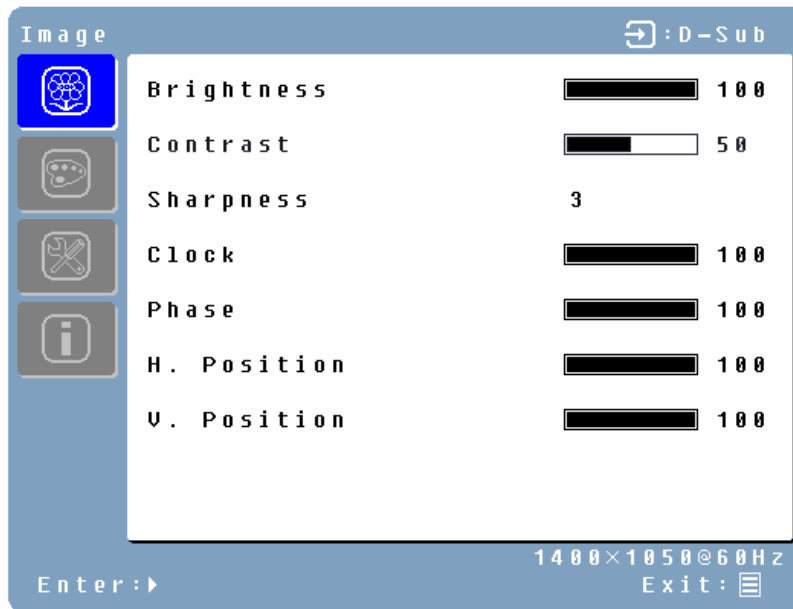 Image :D-Sub
Brightness 100
Contrast 50
Sharpness 3
Clock 100
Phase 100
H. Position 100
V. Position 100
1400×1050@60Hz
Enter: Exit: